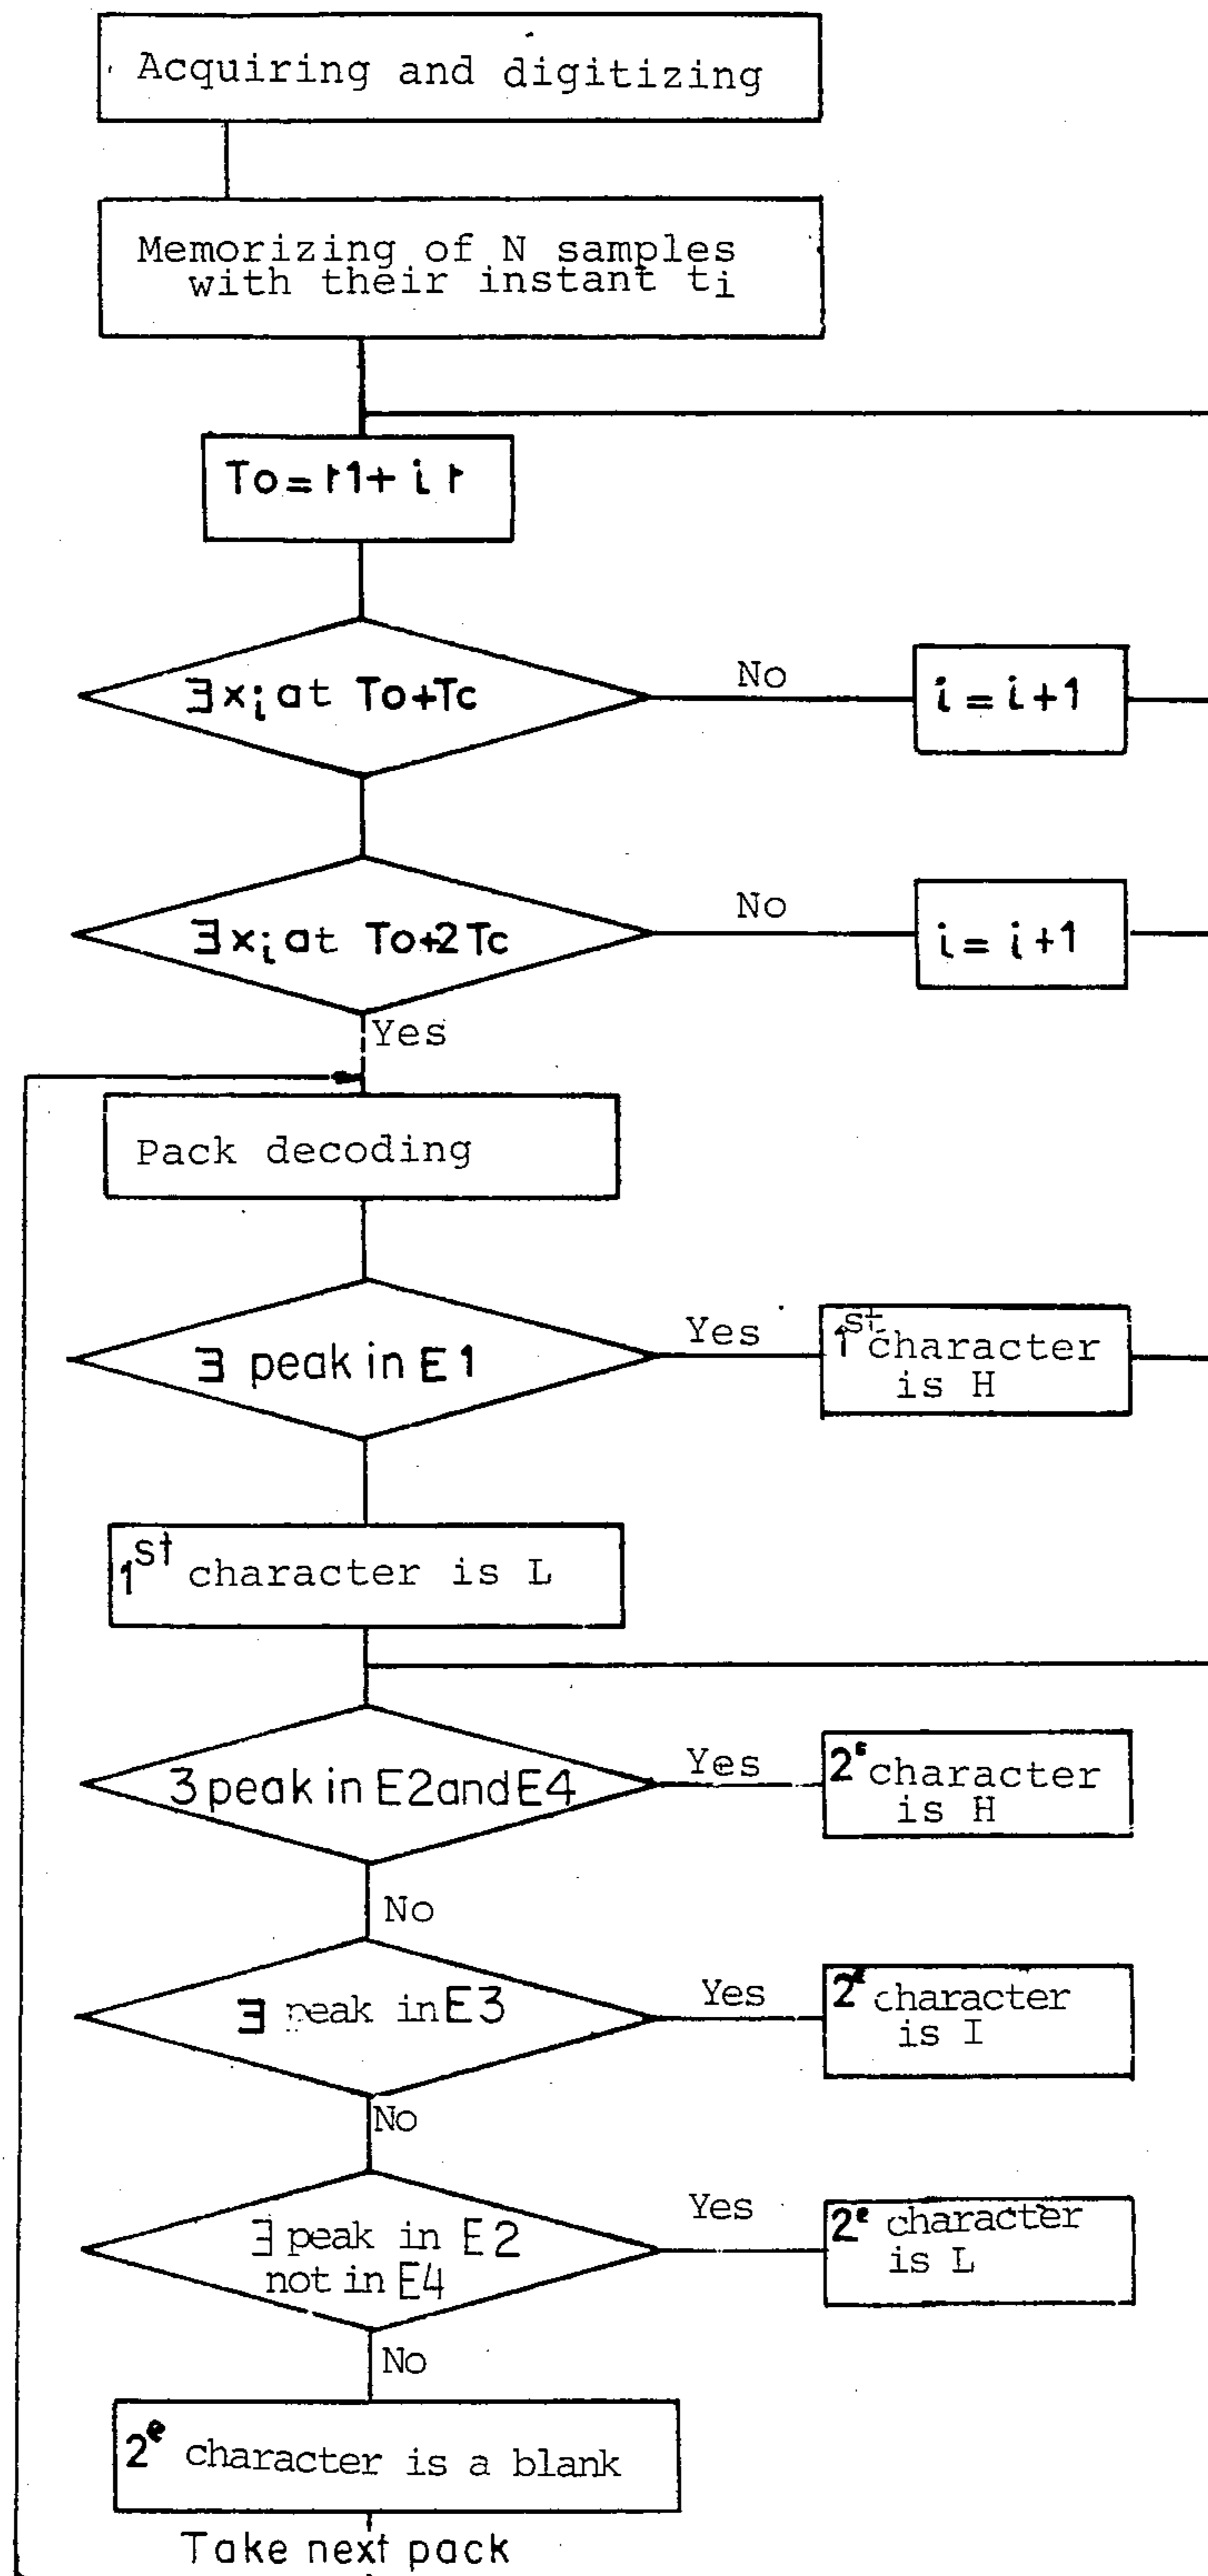 Acquiring and digitizing
Memorizing of N samples
with their instant ti
To = t1 + i t
∃ xi at To+Tc
No
i = i+1
∃ xi at To+2Tc
No
i = i+1
Yes
Pack decoding
∃ peak in E1
Yes
1st character
is H
1st character is L
3 peak in E2 and E4
Yes
2e character
is H
No
∃ peak in E3
Yes
2e character
is I
No
∃ peak in E2
not in E4
Yes
2e character
is L
No
2e character is a blank
Take next pack